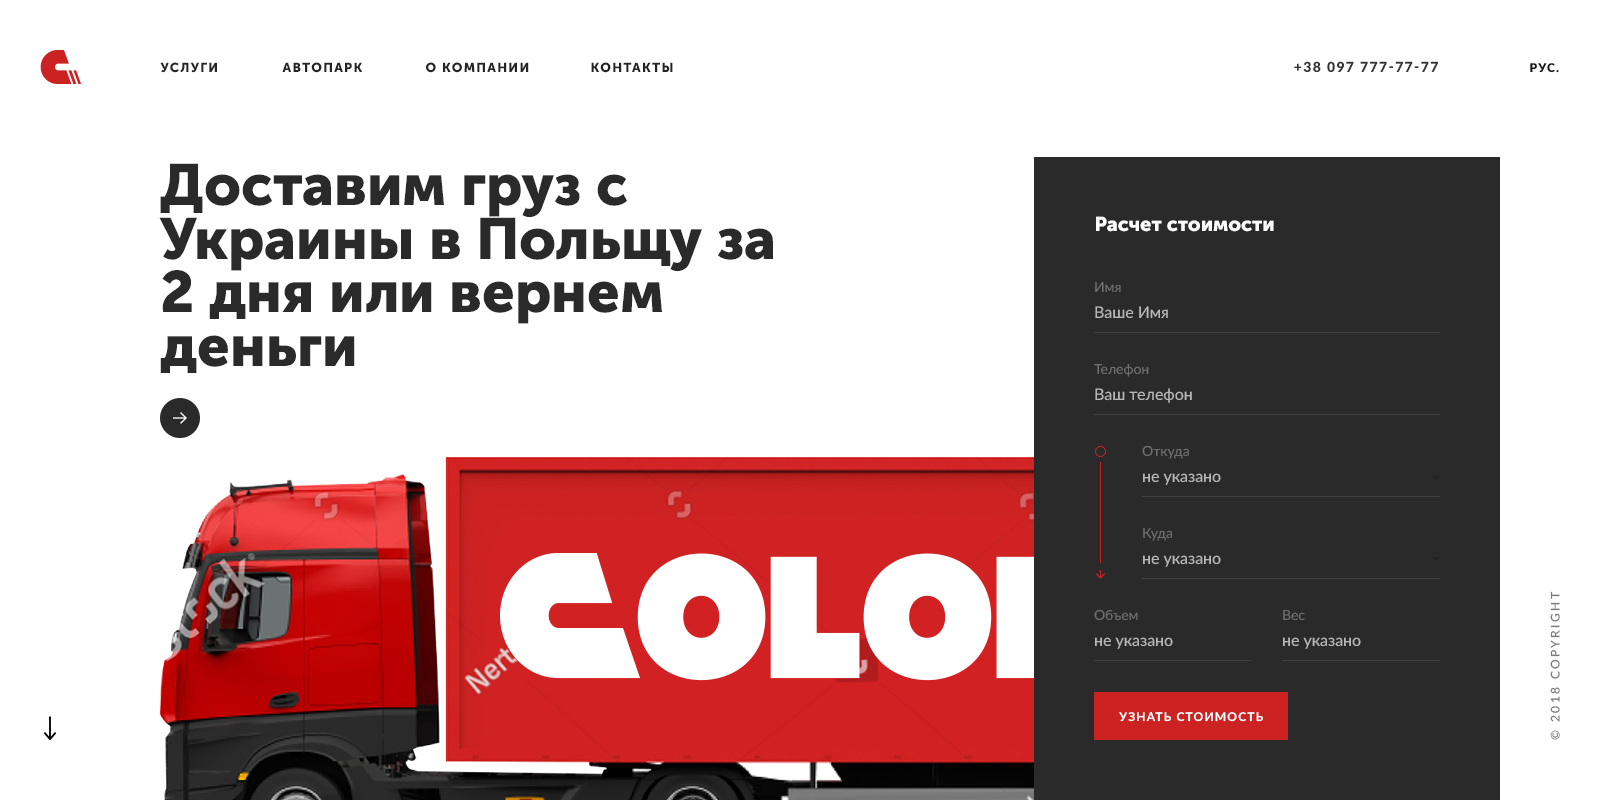 УСЛУГИ
АВТОПАРК
О КОМПАНИИ
КОНТАКТЫ
+38 097 777-77-77
РУС.
Доставим груз с
Украины в Польщу за
2 дня или вернем
деньги
Расчет стоимости
Имя
Ваше Имя
Телефон
Ваш телефон
Откуда
не указано
Куда
не указано
Объем
не указано
Вес
не указано
УЗНАТЬ СТОИМОСТЬ
COLO
Nert
© 2018 COPYRIGHT